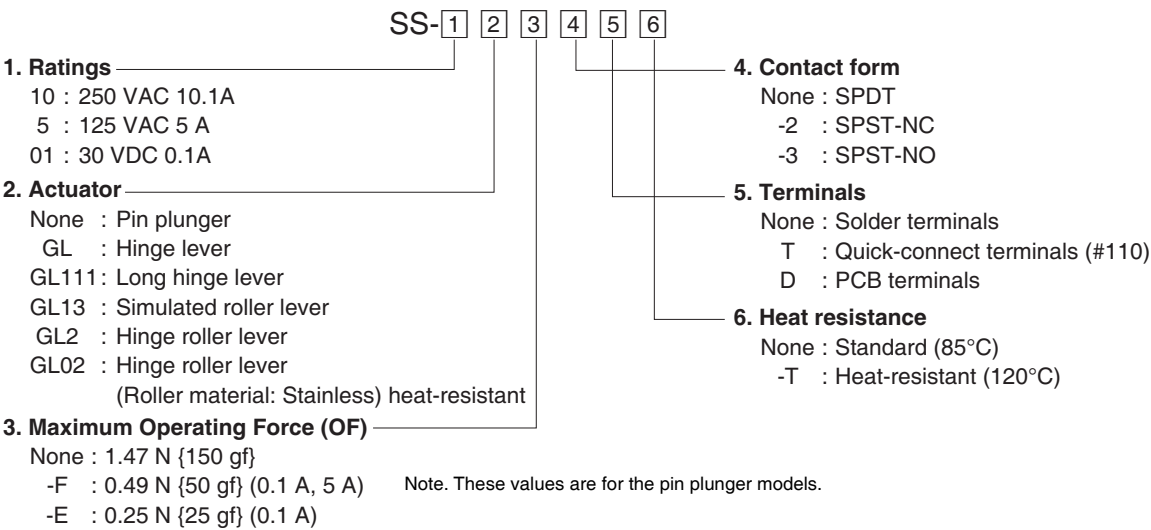 SS-1 2 3 4 5 6
1. Ratings
10 : 250 VAC 10.1A
5 : 125 VAC 5 A
01 : 30 VDC 0.1A
2. Actuator
None : Pin plunger
GL : Hinge lever
GL111 : Long hinge lever
GL13 : Simulated roller lever
GL2 : Hinge roller lever
GL02 : Hinge roller lever
(Roller material: Stainless) heat-resistant
3. Maximum Operating Force (OF)
None : 1.47 N {150 gf}
-F : 0.49 N {50 gf} (0.1 A, 5 A)
-E : 0.25 N {25 gf} (0.1 A)
Note. These values are for the pin plunger models.
4. Contact form
None : SPDT
-2 : SPST-NC
-3 : SPST-NO
5. Terminals
None : Solder terminals
T : Quick-connect terminals (#110)
D : PCB terminals
6. Heat resistance
None : Standard (85°C)
-T : Heat-resistant (120°C)